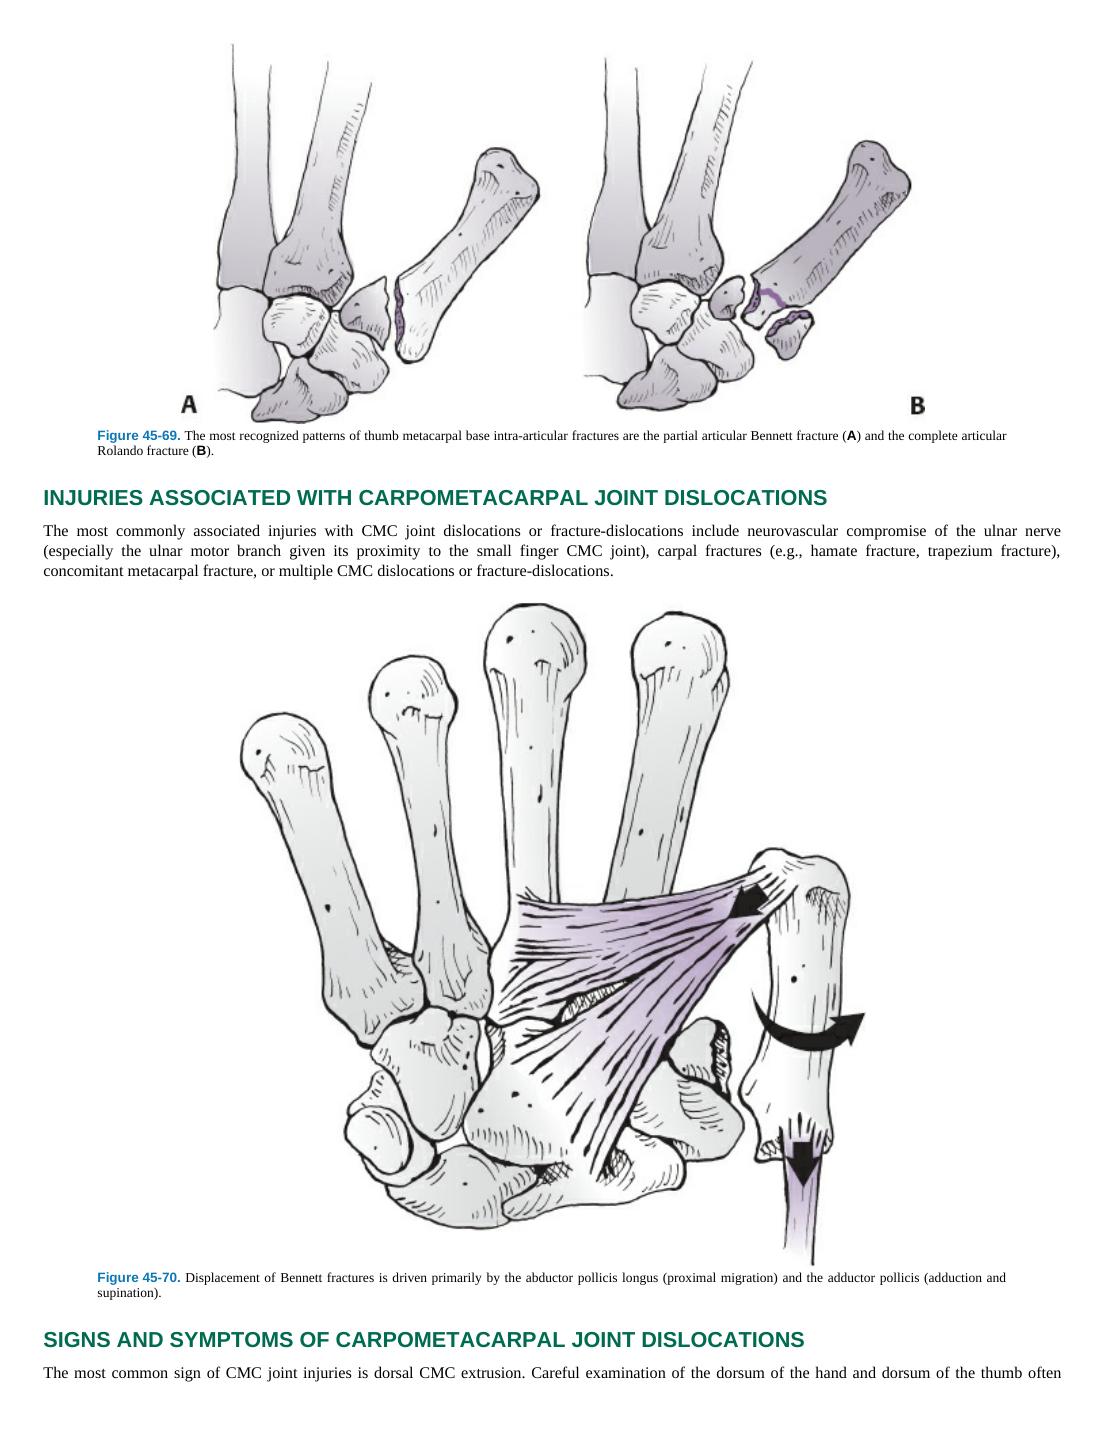 A
B
Figure 45-69. The most recognized patterns of thumb metacarpal base intra-articular fractures are the partial articular Bennett fracture (A) and the complete articular
Rolando fracture (B).
INJURIES ASSOCIATED WITH CARPOMETACARPAL JOINT DISLOCATIONS
The most commonly associated injuries with CMC joint dislocations or fracture-dislocations include neurovascular compromise of the ulnar nerve
(especially the ulnar motor branch given its proximity to the small finger CMC joint), carpal fractures (e.g., hamate fracture, trapezium fracture),
concomitant metacarpal fracture, or multiple CMC dislocations or fracture-dislocations.
Figure 45-70. Displacement of Bennett fractures is driven primarily by the abductor pollicis longus (proximal migration) and the adductor pollicis (adduction and
supination).
SIGNS AND SYMPTOMS OF CARPOMETACARPAL JOINT DISLOCATIONS
The most common sign of CMC joint injuries is dorsal CMC extrusion. Careful examination of the dorsum of the hand and dorsum of the thumb often